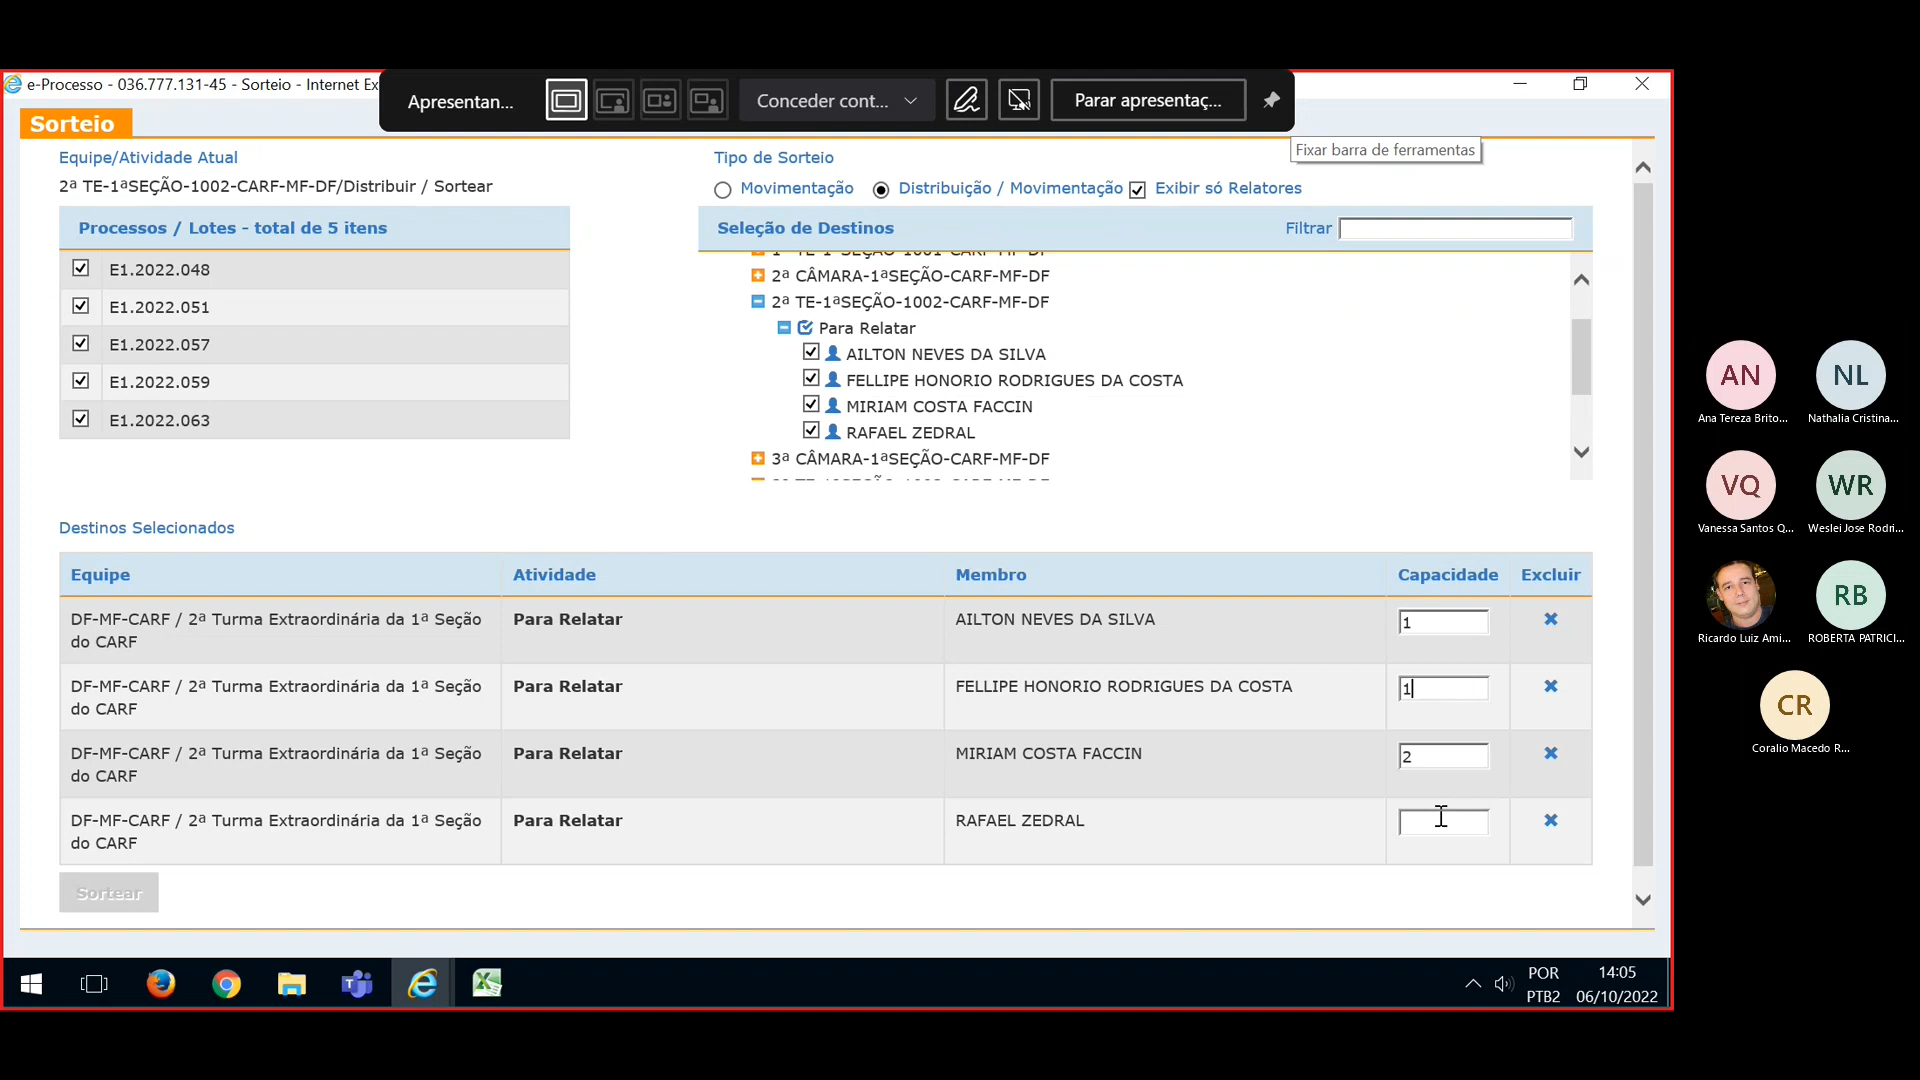 e-Processo - 036.777.131-45 - Sorteio - Internet Ex
Apresentan...
Conceder cont...
Parar apresentaç...
Fixar barra de ferramentas
Sorteio
Equipe/Atividade Atual
2ª TE-1ªSEÇÃO-1002-CARF-MF-DF/Distribuir / Sortear
Tipo de Sorteio
Movimentação
Distribuição / Movimentação
Exibir só Relatores
Processos / Lotes - total de 5 itens
E1.2022.048
E1.2022.051
E1.2022.057
E1.2022.059
E1.2022.063
Seleção de Destinos
Filtrar
2ª CÂMARA-1ªSEÇÃO-CARF-MF-DF
2ª TE-1ªSEÇÃO-1002-CARF-MF-DF
Para Relatar
AILTON NEVES DA SILVA
FELLIPE HONORIO RODRIGUES DA COSTA
MIRIAM COSTA FACCIN
RAFAEL ZEDRAL
3ª CÂMARA-1ªSEÇÃO-CARF-MF-DF
Destinos Selecionados
Equipe Atividade Membro Capacidade Excluir
DF-MF-CARF / 2ª Turma Extraordinária da 1ª Seção Para Relatar AILTON NEVES DA SILVA 1
do CARF
DF-MF-CARF / 2ª Turma Extraordinária da 1ª Seção Para Relatar FELLIPE HONORIO RODRIGUES DA COSTA 1
do CARF
DF-MF-CARF / 2ª Turma Extraordinária da 1ª Seção Para Relatar MIRIAM COSTA FACCIN 2
do CARF
DF-MF-CARF / 2ª Turma Extraordinária da 1ª Seção Para Relatar RAFAEL ZEDRAL
do CARF
Sortear
POR
PTB2
14:05
06/10/2022
AN
Ana Tereza Brito...
NL
Nathalia Cristina...
VQ
Vanessa Santos Q...
WR
Weslei Jose Rodri...
Ricardo Luiz Ami...
RB
ROBERTA PATRICI...
CR
Coralio Macedo R...